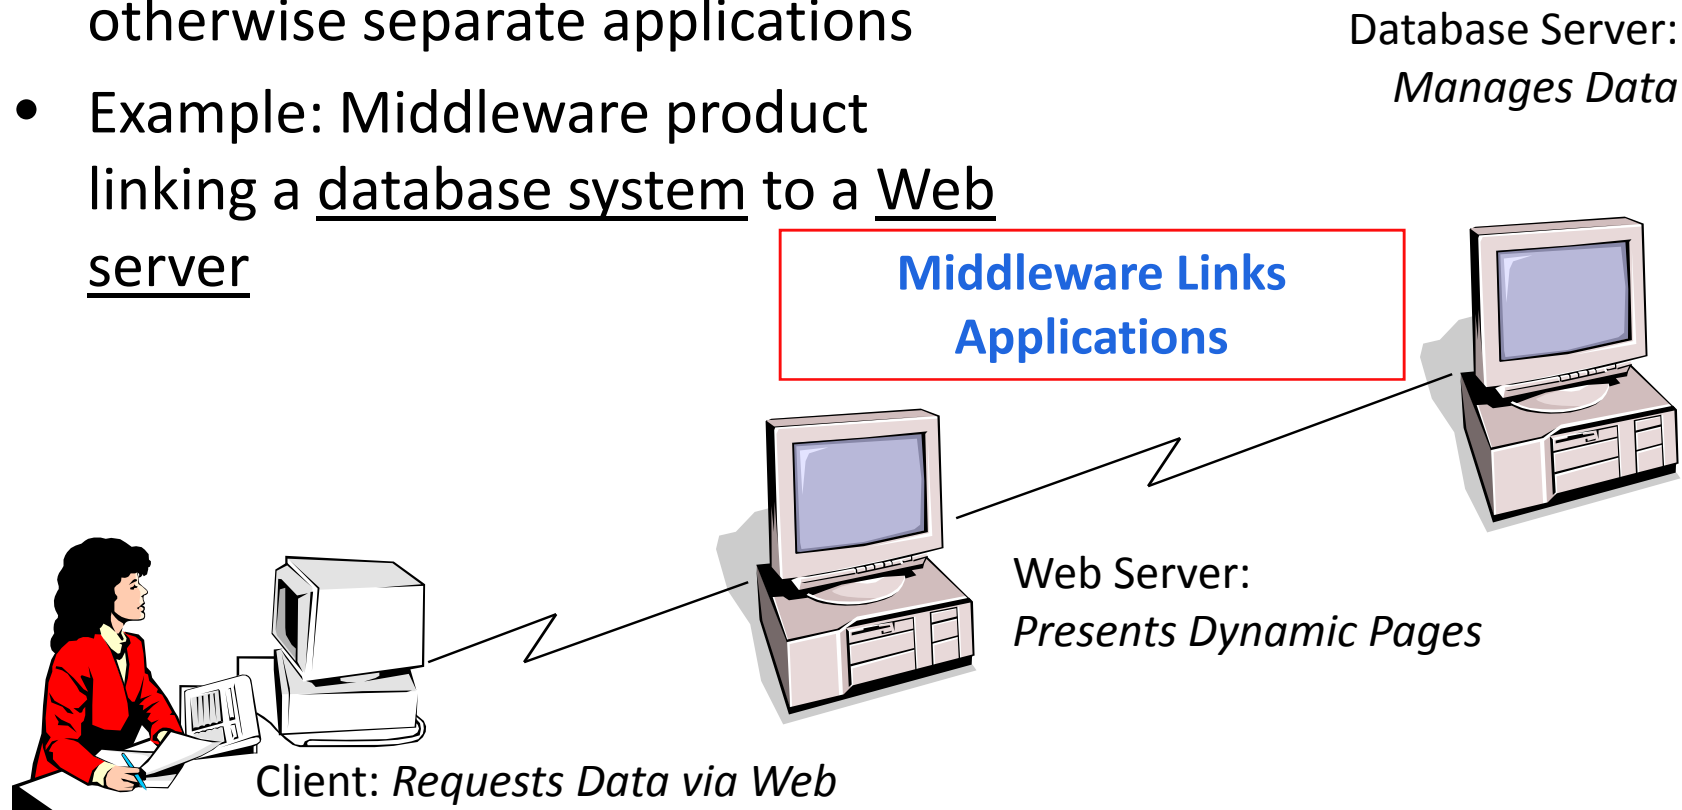 otherwise separate applications
• Example: Middleware product
linking a database system to a Web
server
Database Server:
Manages Data
Middleware Links
Applications
Web Server:
Presents Dynamic Pages
Client: Requests Data via Web